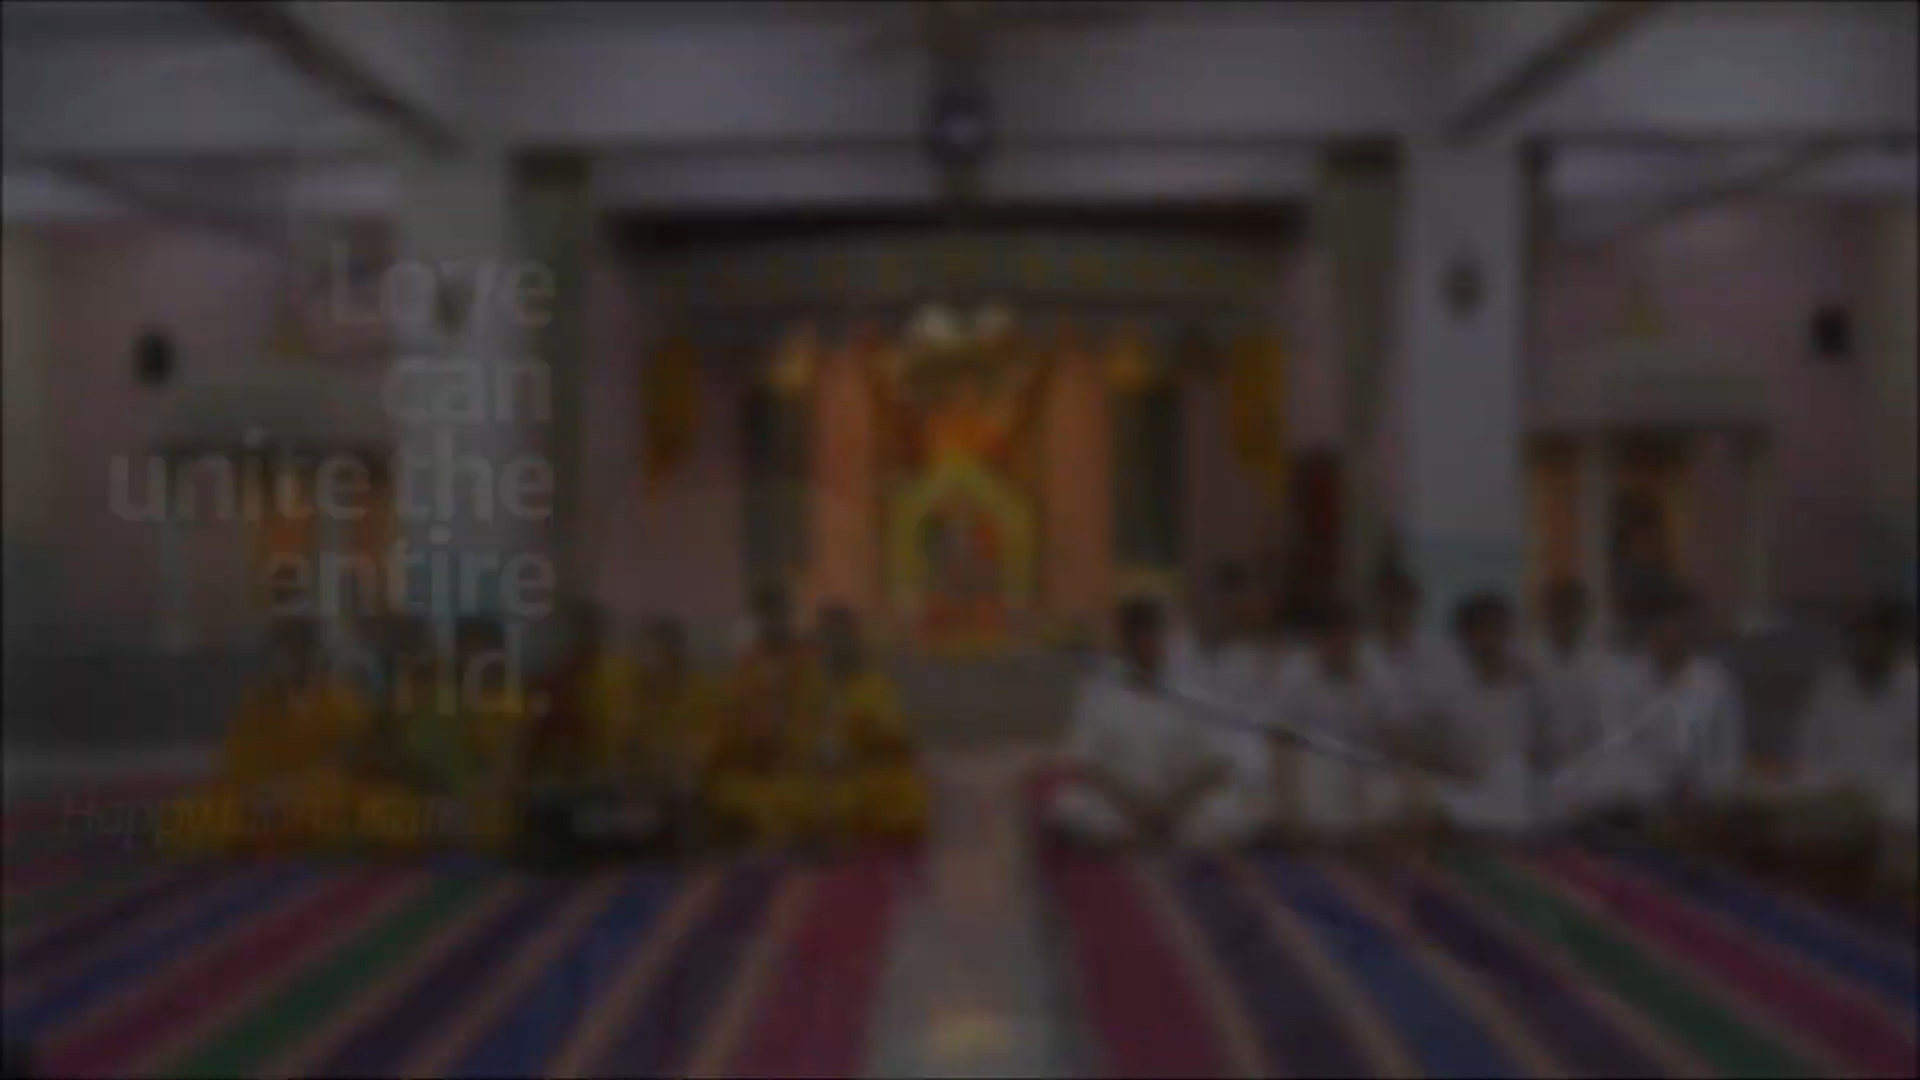 Love
can
unite the
entire
world.